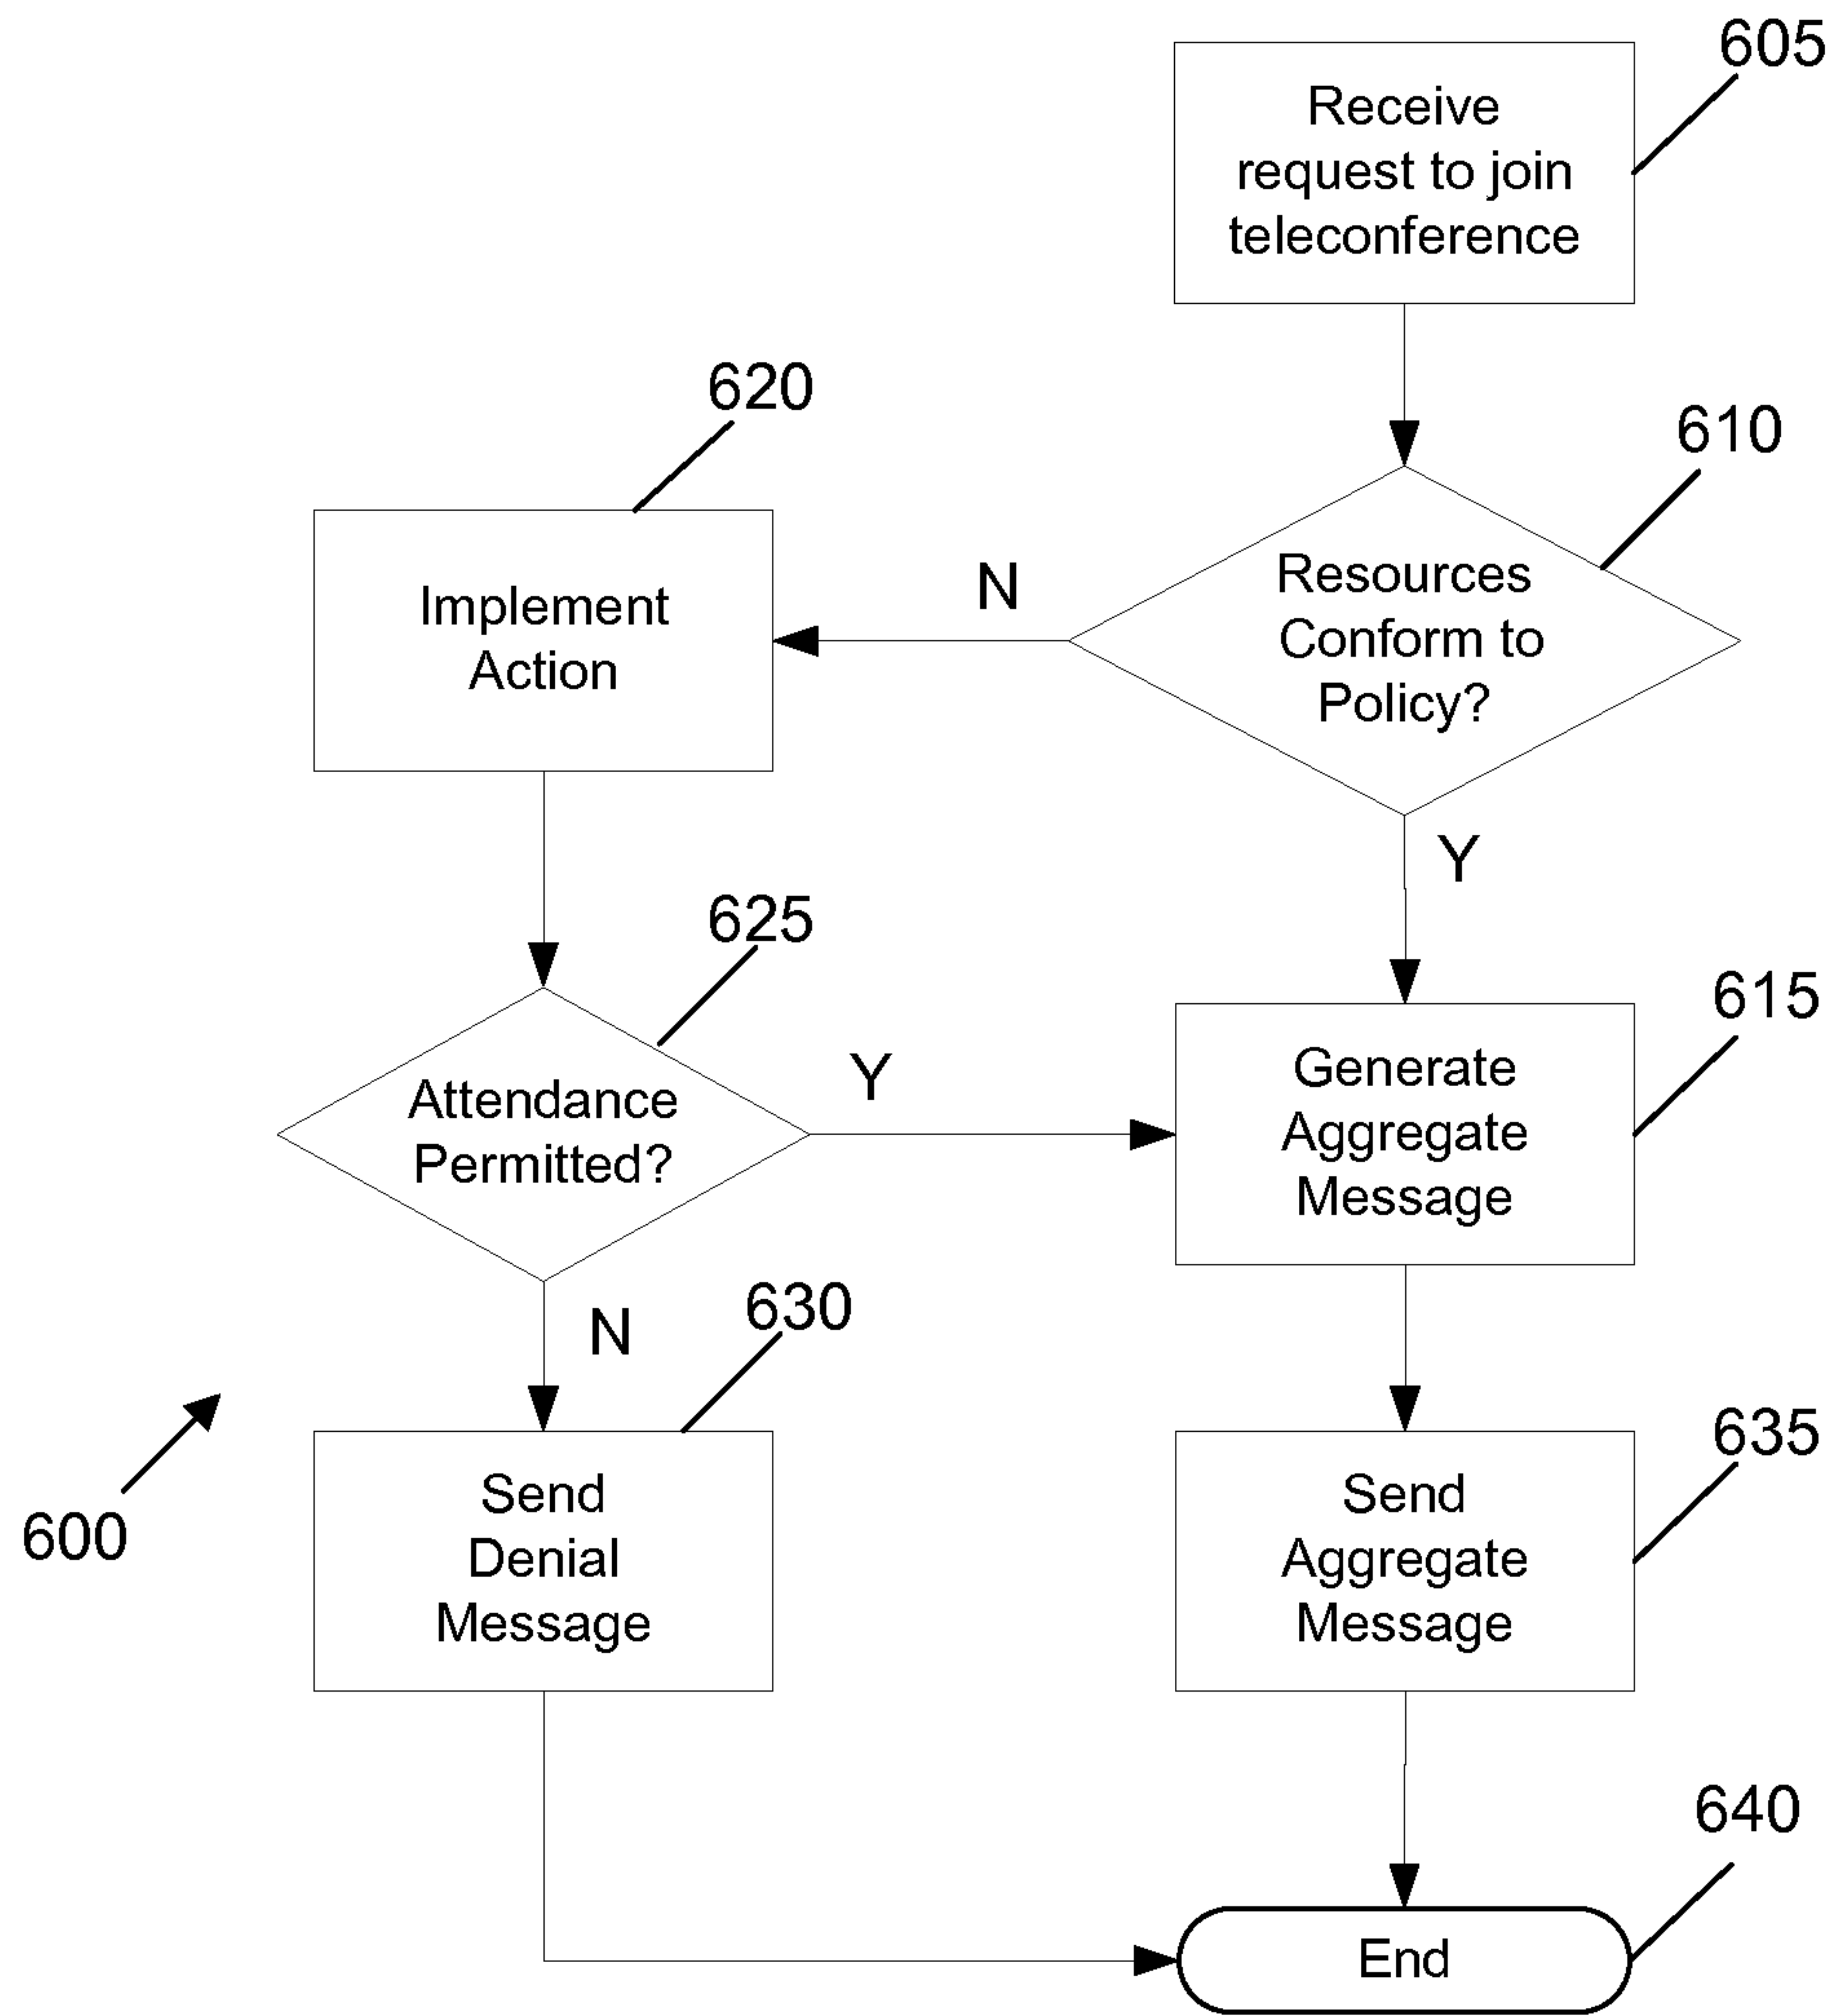 605
Receive
request to join
teleconference
620
610
Implement
Action
N
Resources
Conform to
Policy?
Y
625
615
Attendance
Permitted?
Y
Generate
Aggregate
Message
N
630
635
600
Send
Denial
Message
Send
Aggregate
Message
640
End